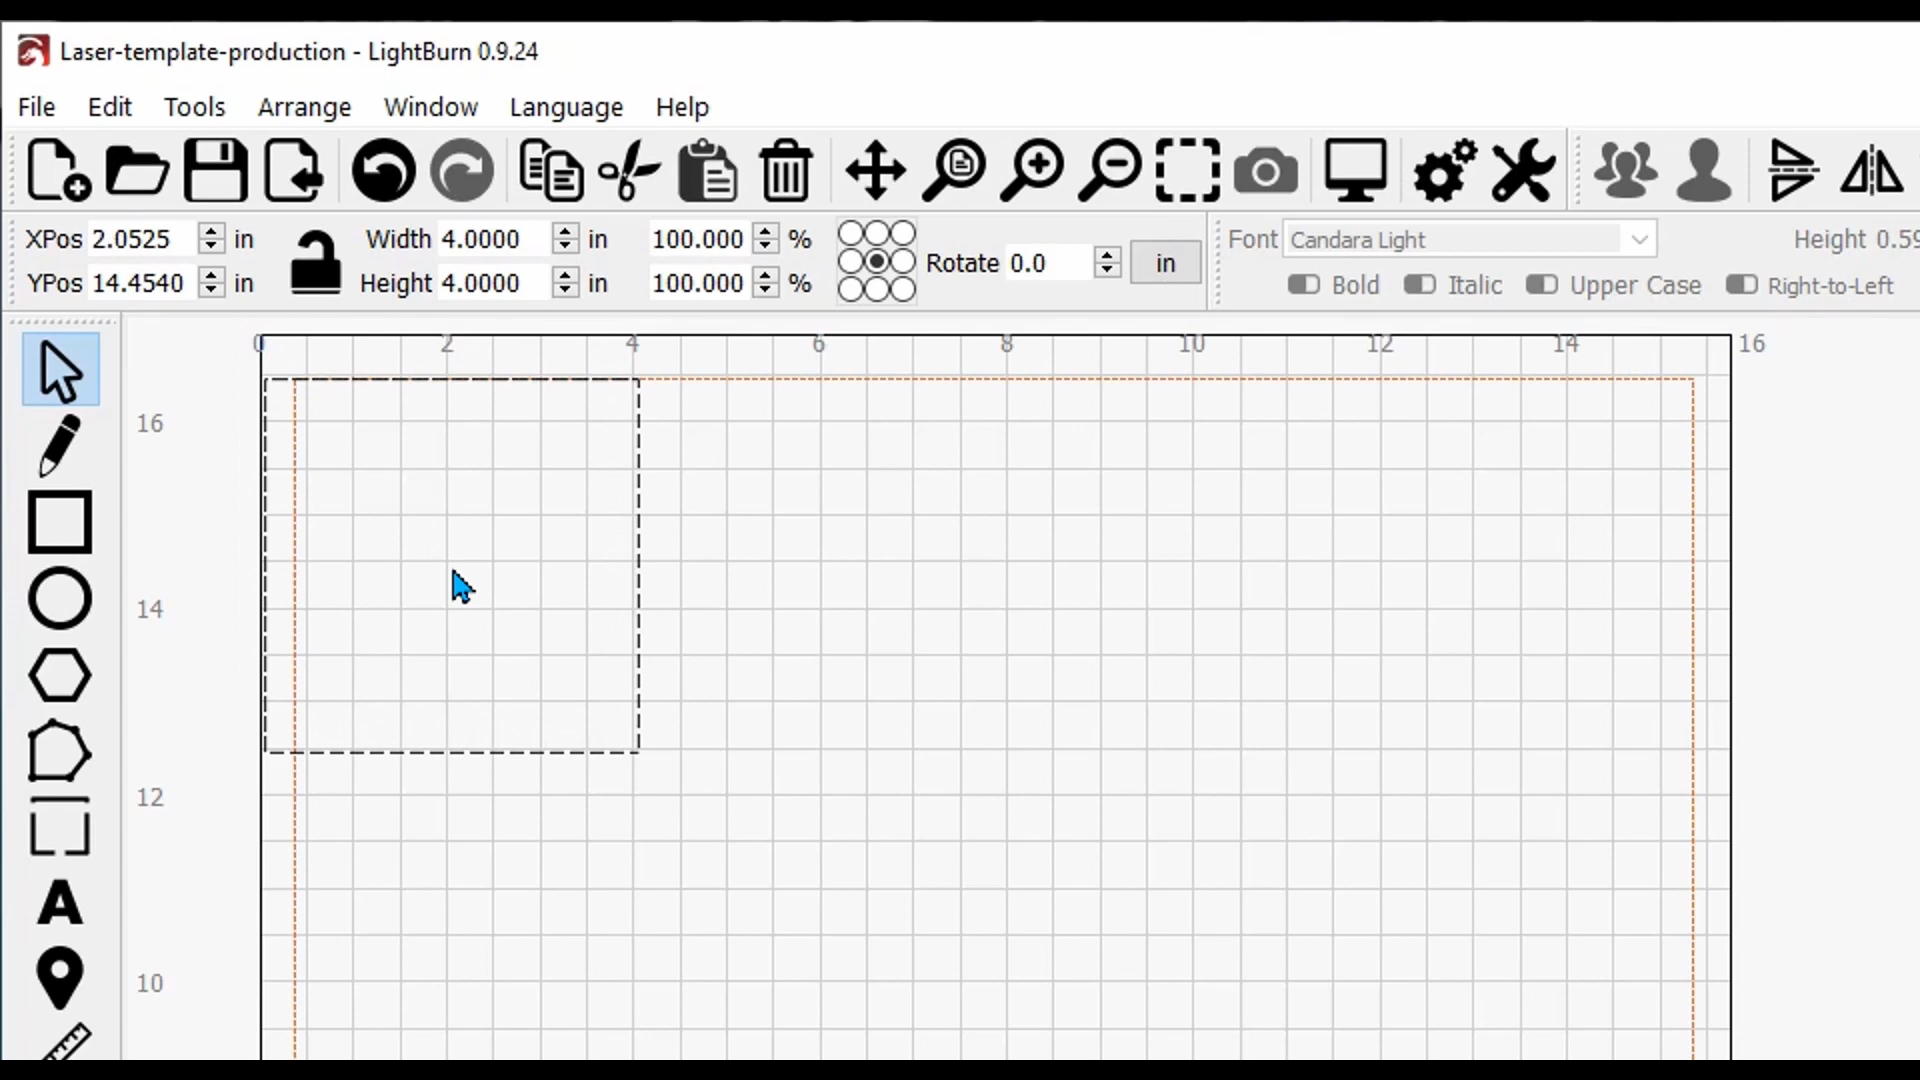 Laser-template-production - LightBurn 0.9.24
File Edit Tools Arrange Window Language Help
XPos 2.0525 in Width 4.0000 in 100.000 % Rotate 0.0 in Font Candara Light Height 0.59
YPos 14.4540 in Height 4.0000 in 100.000 % Bold Italic Upper Case Right-to-Left
0 2 4 6 8 10 12 14 16
16
14
12
A
10